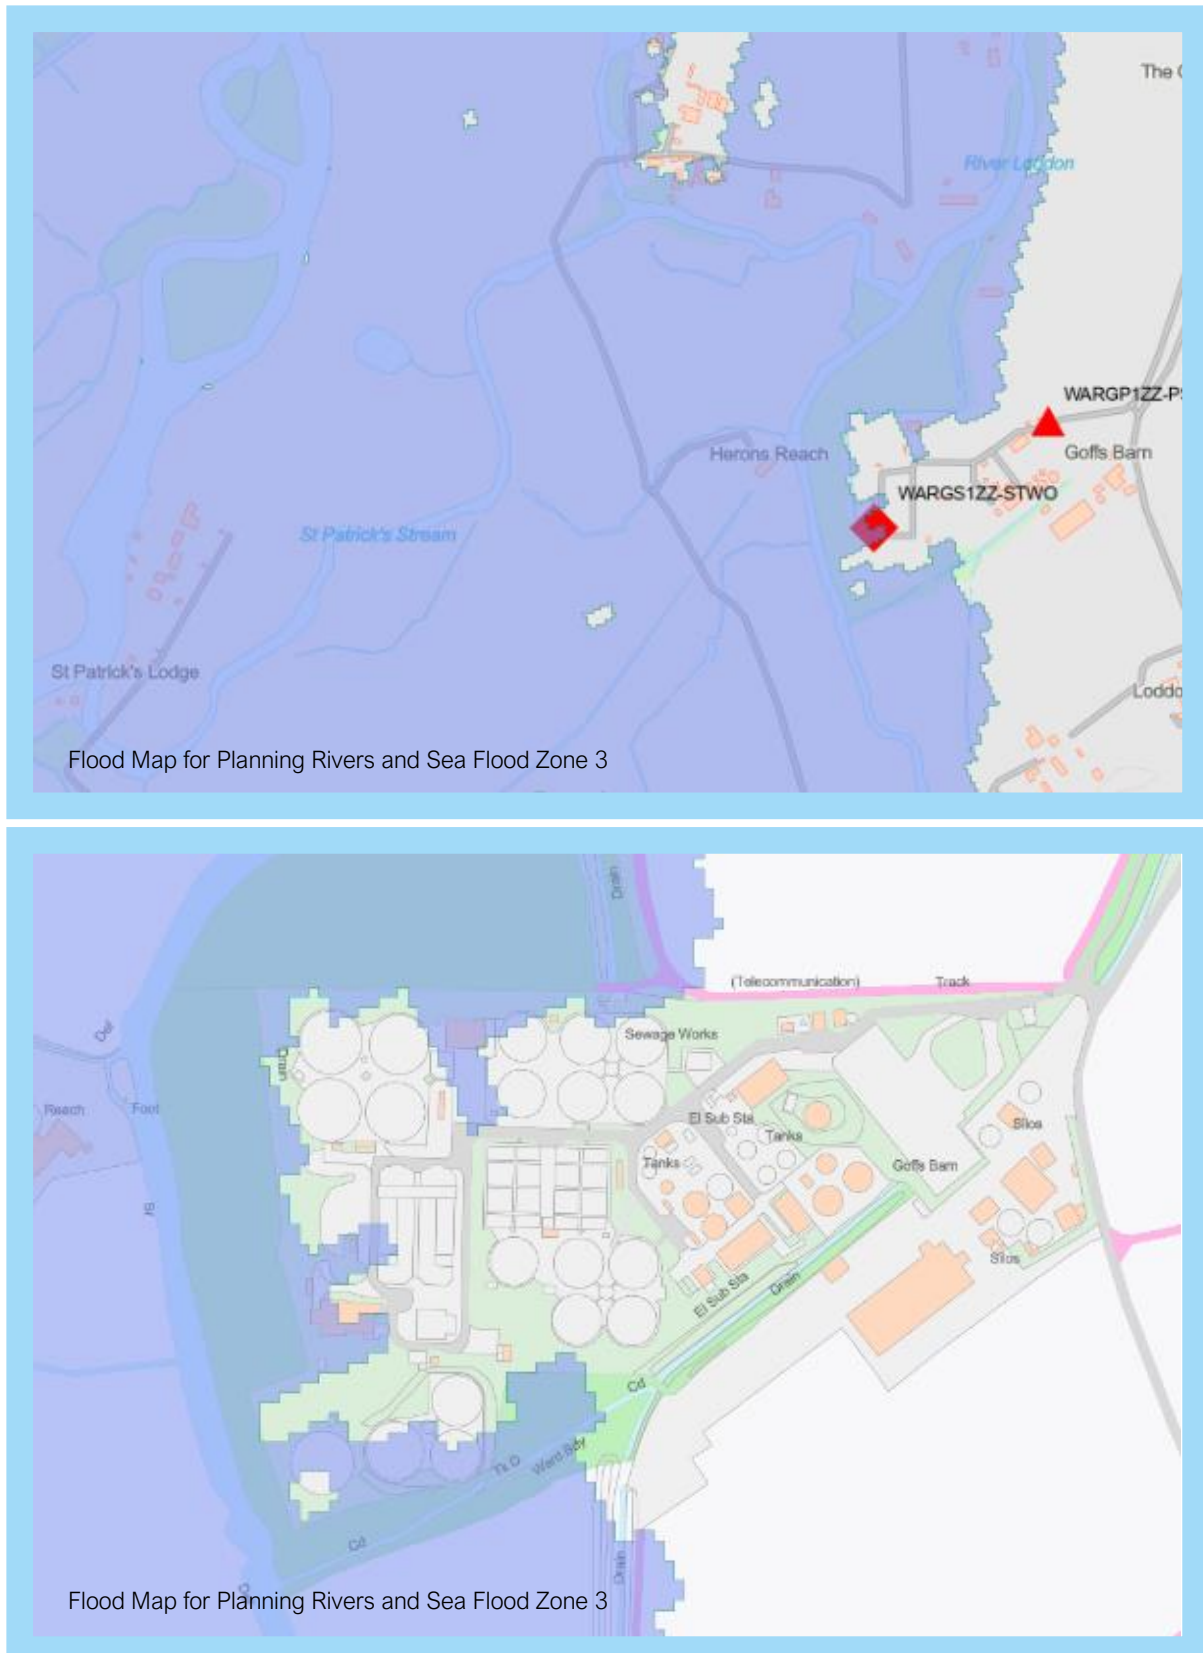 The
River Loddon
WARGP1ZZ-PS
Herons Reach
Goffs Barn
WARGS1ZZ-STWO
St Patrick's Stream
St Patrick's Lodge
Loddo
Flood Map for Planning Rivers and Sea Flood Zone 3
Drain
(Telecommunication)
Track
Def
Sewage Works
Drain
Reach
Foot
El Sub Sta
Tanks
Silos
Tanks
Goffs Barn
Silos
El Sub Sta
Drain
Cd
Ward Bdy
Tk D
Cd
Drain
Flood Map for Planning Rivers and Sea Flood Zone 3